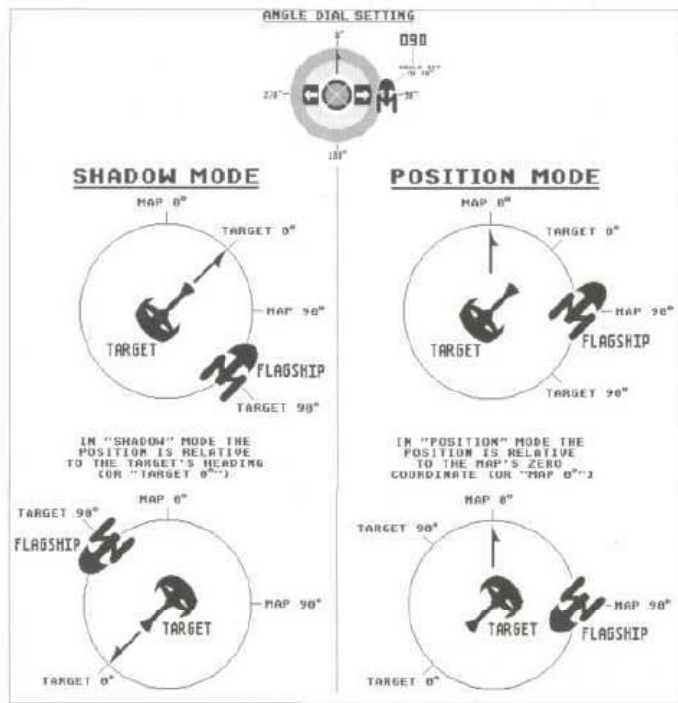 ANGLE DIAL SETTING
0°
090
ANGLE SET
TO 90°
270°
90°
180°
SHADOW MODE
MAP 0°
TARGET 0°
MAP 90°
TARGET
FLAGSHIP
TARGET 90°
IN "SHADOW" MODE THE
POSITION IS RELATIVE
TO THE TARGET'S HEADING
(OR "TARGET 0°")
MAP 0°
TARGET 90°
FLAGSHIP
MAP 90°
TARGET
TARGET 0°
POSITION MODE
MAP 0°
TARGET 0°
MAP 90°
TARGET
FLAGSHIP
TARGET 90°
IN "POSITION" MODE THE
POSITION IS RELATIVE
TO THE MAP'S ZERO
COORDINATE (OR "MAP 0°")
MAP 0°
TARGET 90°
MAP 90°
TARGET
FLAGSHIP
TARGET 0°